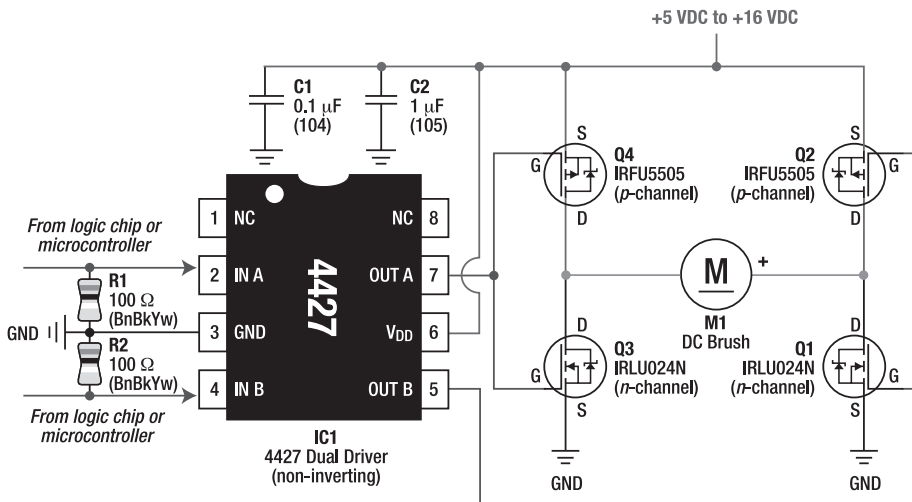 +5 VDC to +16 VDC
C1
0.1 µF
(104)
C2
1 µF
(105)
S
G
Q4
IRFU5505
(p-channel)
D
S
Q2
IRFU5505
(p-channel)
G
D
From logic chip or
microcontroller
R1
100 Ω
(BnBkYw)
GND
R2
100 Ω
(BnBkYw)
From logic chip or
microcontroller
1 NC
NC 8
2 IN A
OUT A 7
3 GND
VDD 6
4 IN B
OUT B 5
4427
IC1
4427 Dual Driver
(non-inverting)
M
+
M1
DC Brush
D
G
Q3
IRLU024N
(n-channel)
S
GND
D
Q1
IRLU024N
(n-channel)
G
S
GND